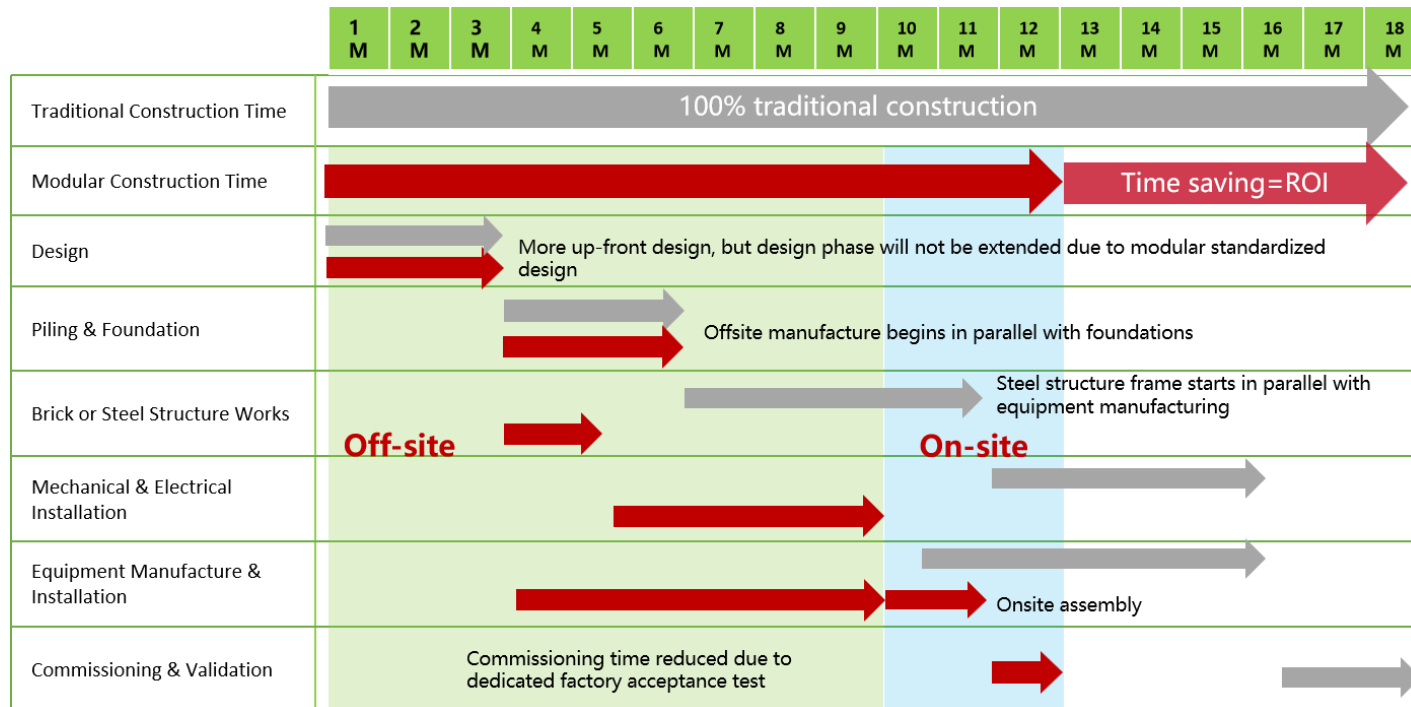 1 2 3 4 5 6 7 8 9 10 11 12 13 14 15 16 17 18
M M M M M M M M M M M M M M M M M M
Traditional Construction Time
100% traditional construction
Modular Construction Time
Time saving=ROI
Design
More up-front design, but design phase will not be extended due to modular standardized
design
Piling & Foundation
Offsite manufacture begins in parallel with foundations
Brick or Steel Structure Works
Steel structure frame starts in parallel with
equipment manufacturing
Off-site
On-site
Mechanical & Electrical
Installation
Equipment Manufacture &
Installation
Onsite assembly
Commissioning & Validation
Commissioning time reduced due to
dedicated factory acceptance test